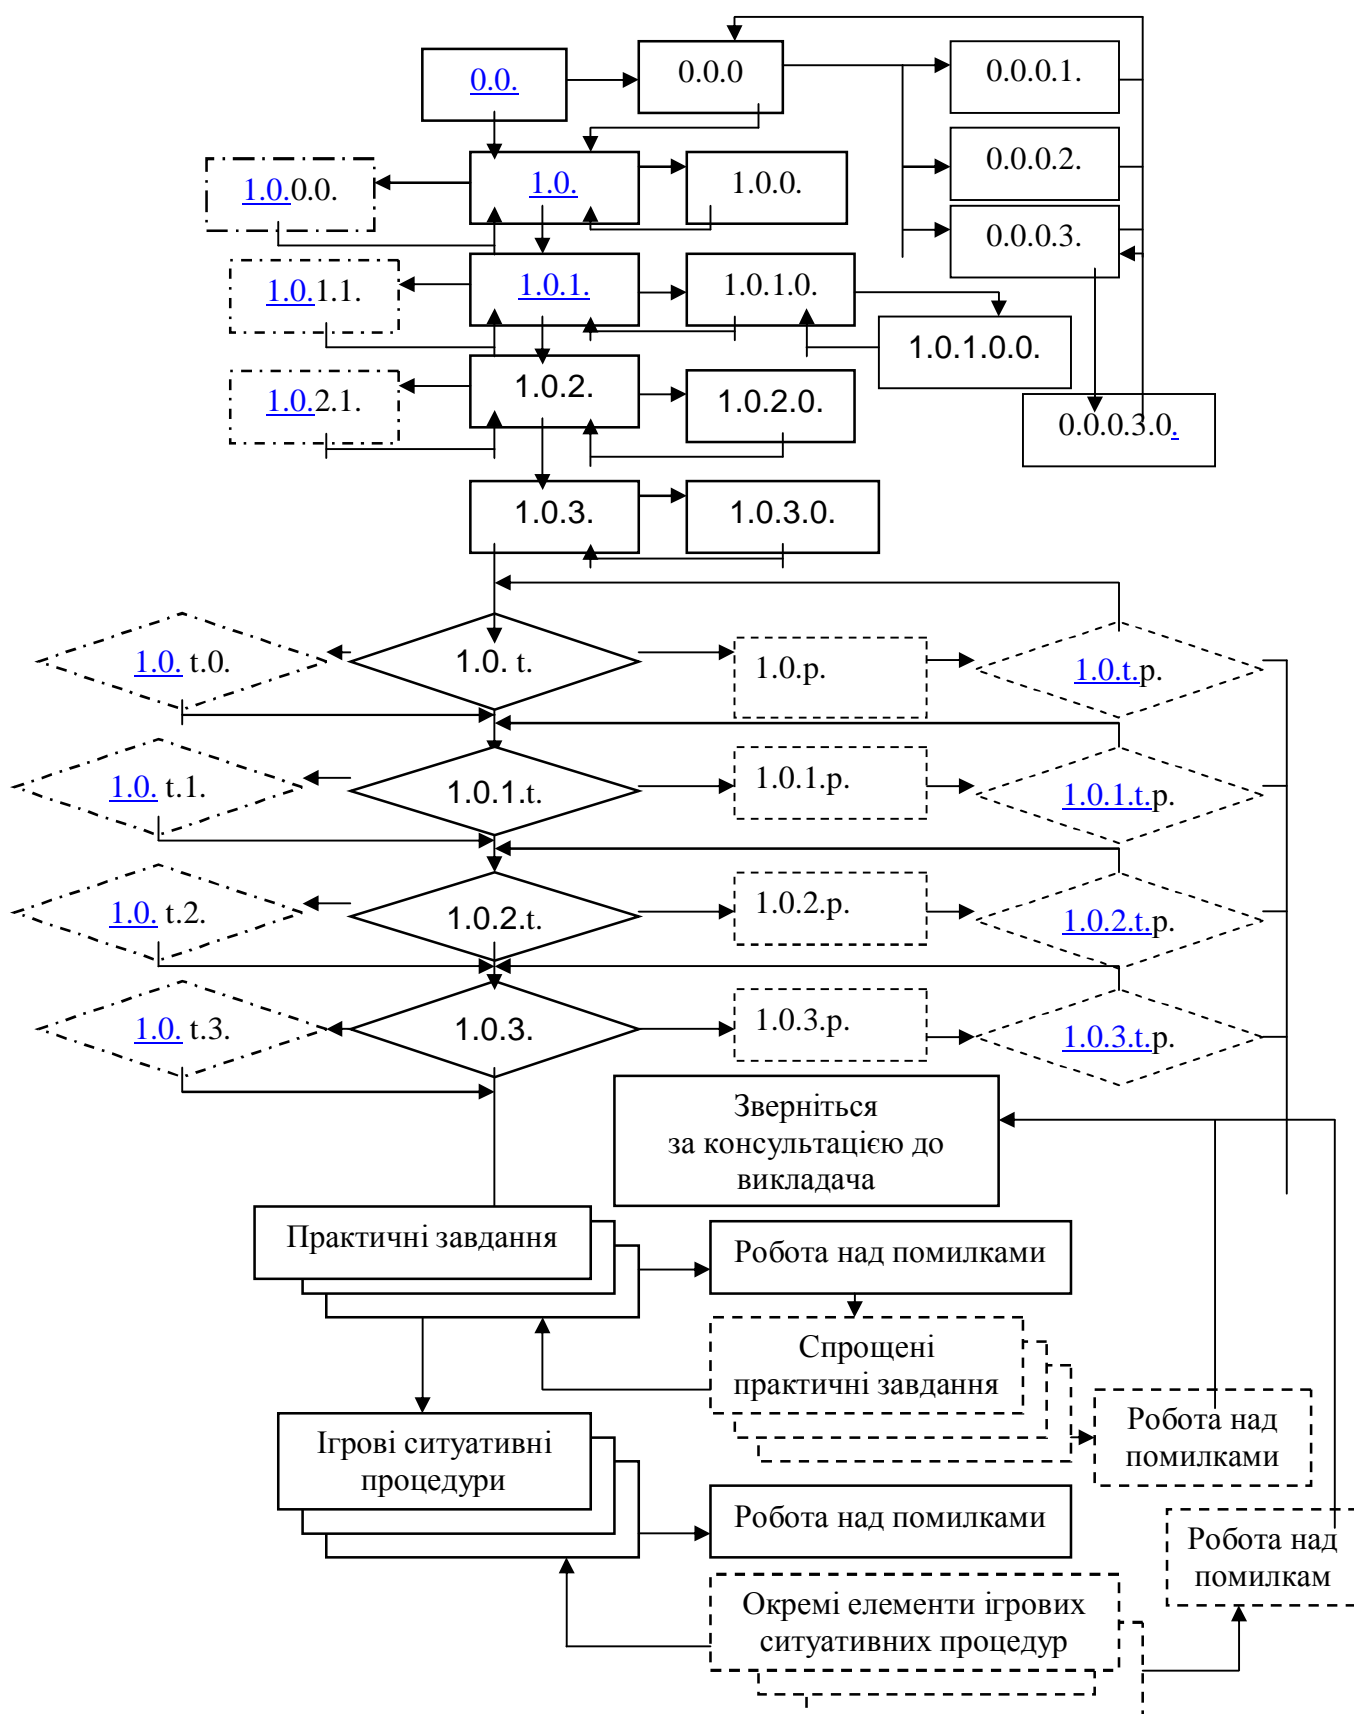 0.0.
0.0.0
0.0.0.1.
0.0.0.2.
1.0.0.0.
1.0.
1.0.0.
0.0.0.3.
1.0.1.1.
1.0.1.
1.0.1.0.
1.0.1.0.0.
1.0.2.1.
1.0.2.
1.0.2.0.
0.0.0.3.0.
1.0.3.
1.0.3.0.
1.0. t.0.
1.0. t.
1.0.p.
1.0.t.p.
1.0. t.1.
1.0.1.t.
1.0.1.p.
1.0.1.t.p.
1.0. t.2.
1.0.2.t.
1.0.2.p.
1.0.2.t.p.
1.0. t.3.
1.0.3.
1.0.3.p.
1.0.3.t.p.
Зверніться
за консультацією до
викладача
Практичні завдання
Робота над помилками
Спрощені
практичні завдання
Робота над
помилками
Ігрові ситуативні
процедури
Робота над помилками
Робота над
помилкам
Окремі елементи ігрових
ситуативних процедур